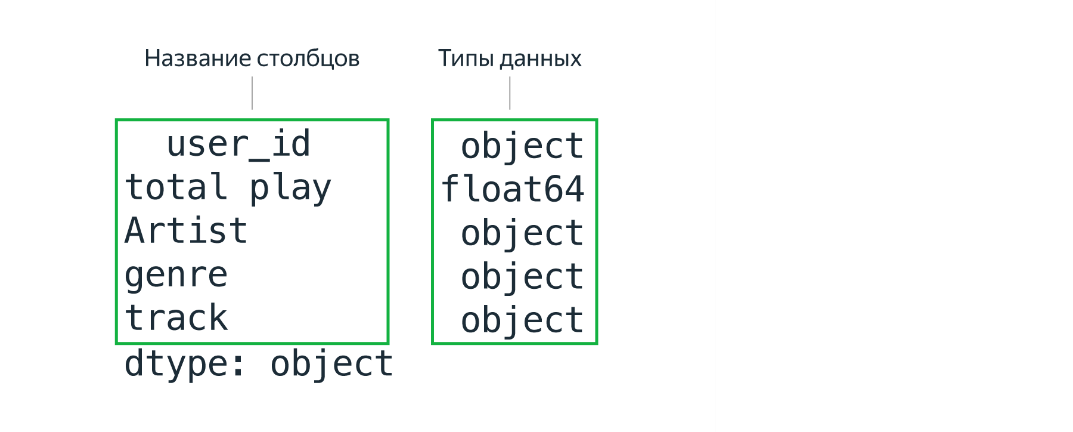 Название столбцов Типы данных
  user_id object
total play float64
Artist object
genre object
track object
dtype: object